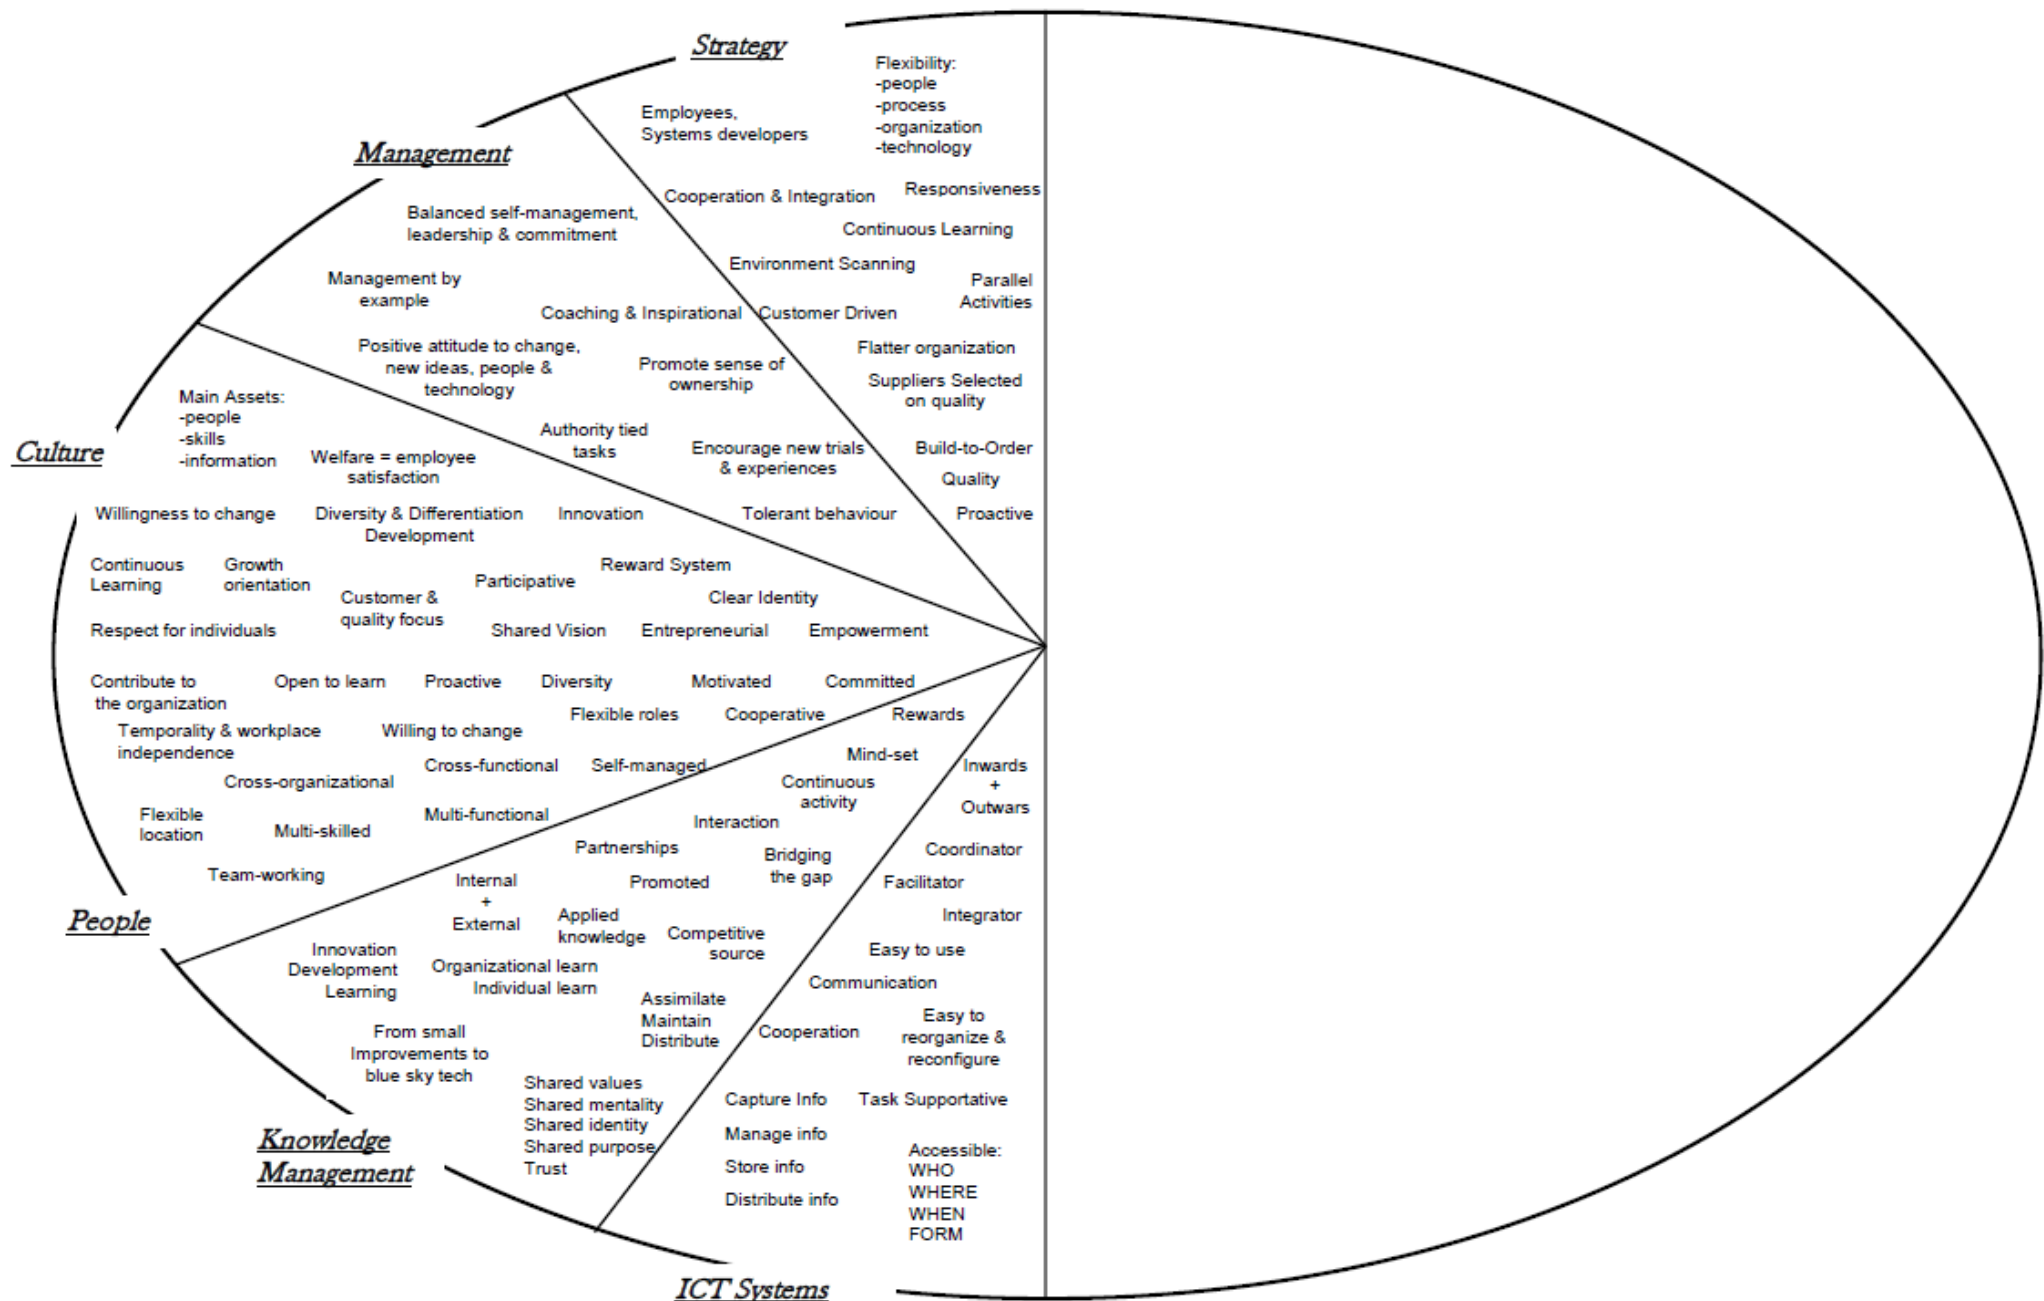 Strategy
Flexibility:
-people
-process
-organization
-technology
Employees,
Systems developers
Cooperation & Integration
Responsiveness
Continuous Learning
Environment Scanning
Parallel
Activities
Customer Driven
Flatter organization
Suppliers Selected
on quality
Build-to-Order
Quality
Proactive
Management
Balanced self-management,
leadership & commitment
Management by
example
Coaching & Inspirational
Positive attitude to change,
new ideas, people &
technology
Promote sense of
ownership
Authority tied
tasks
Encourage new trials
& experiences
Tolerant behaviour
Culture
Main Assets:
-people
-skills
-information
Welfare = employee
satisfaction
Willingness to change
Diversity & Differentiation
Development
Innovation
Continuous
Learning
Growth
orientation
Customer &
quality focus
Participative
Reward System
Clear Identity
Respect for individuals
Shared Vision
Entrepreneurial
Empowerment
Contribute to
the organization
Open to learn
Proactive
Diversity
Motivated
Committed
Temporality & workplace
independence
Willing to change
Flexible roles
Cooperative
Cross-organizational
Cross-functional
Self-managed
Flexible
location
Multi-skilled
Multi-functional
Team-working
People
Rewards
Mind-set
Continuous
activity
Interaction
Partnerships
Bridging
the gap
Internal
+
External
Promoted
Applied
knowledge
Competitive
source
Innovation
Development
Learning
Organizational learn
Individual learn
Assimilate
Maintain
Distribute
From small
Improvements to
blue sky tech
Shared values
Shared mentality
Shared identity
Shared purpose
Trust
Knowledge
Management
Inwards
+
Outwars
Coordinator
Facilitator
Integrator
Easy to use
Communication
Cooperation
Easy to
reorganize &
reconfigure
Capture Info
Task Supportative
Manage info
Store info
Distribute info
Accessible:
WHO
WHERE
WHEN
FORM
ICT Systems